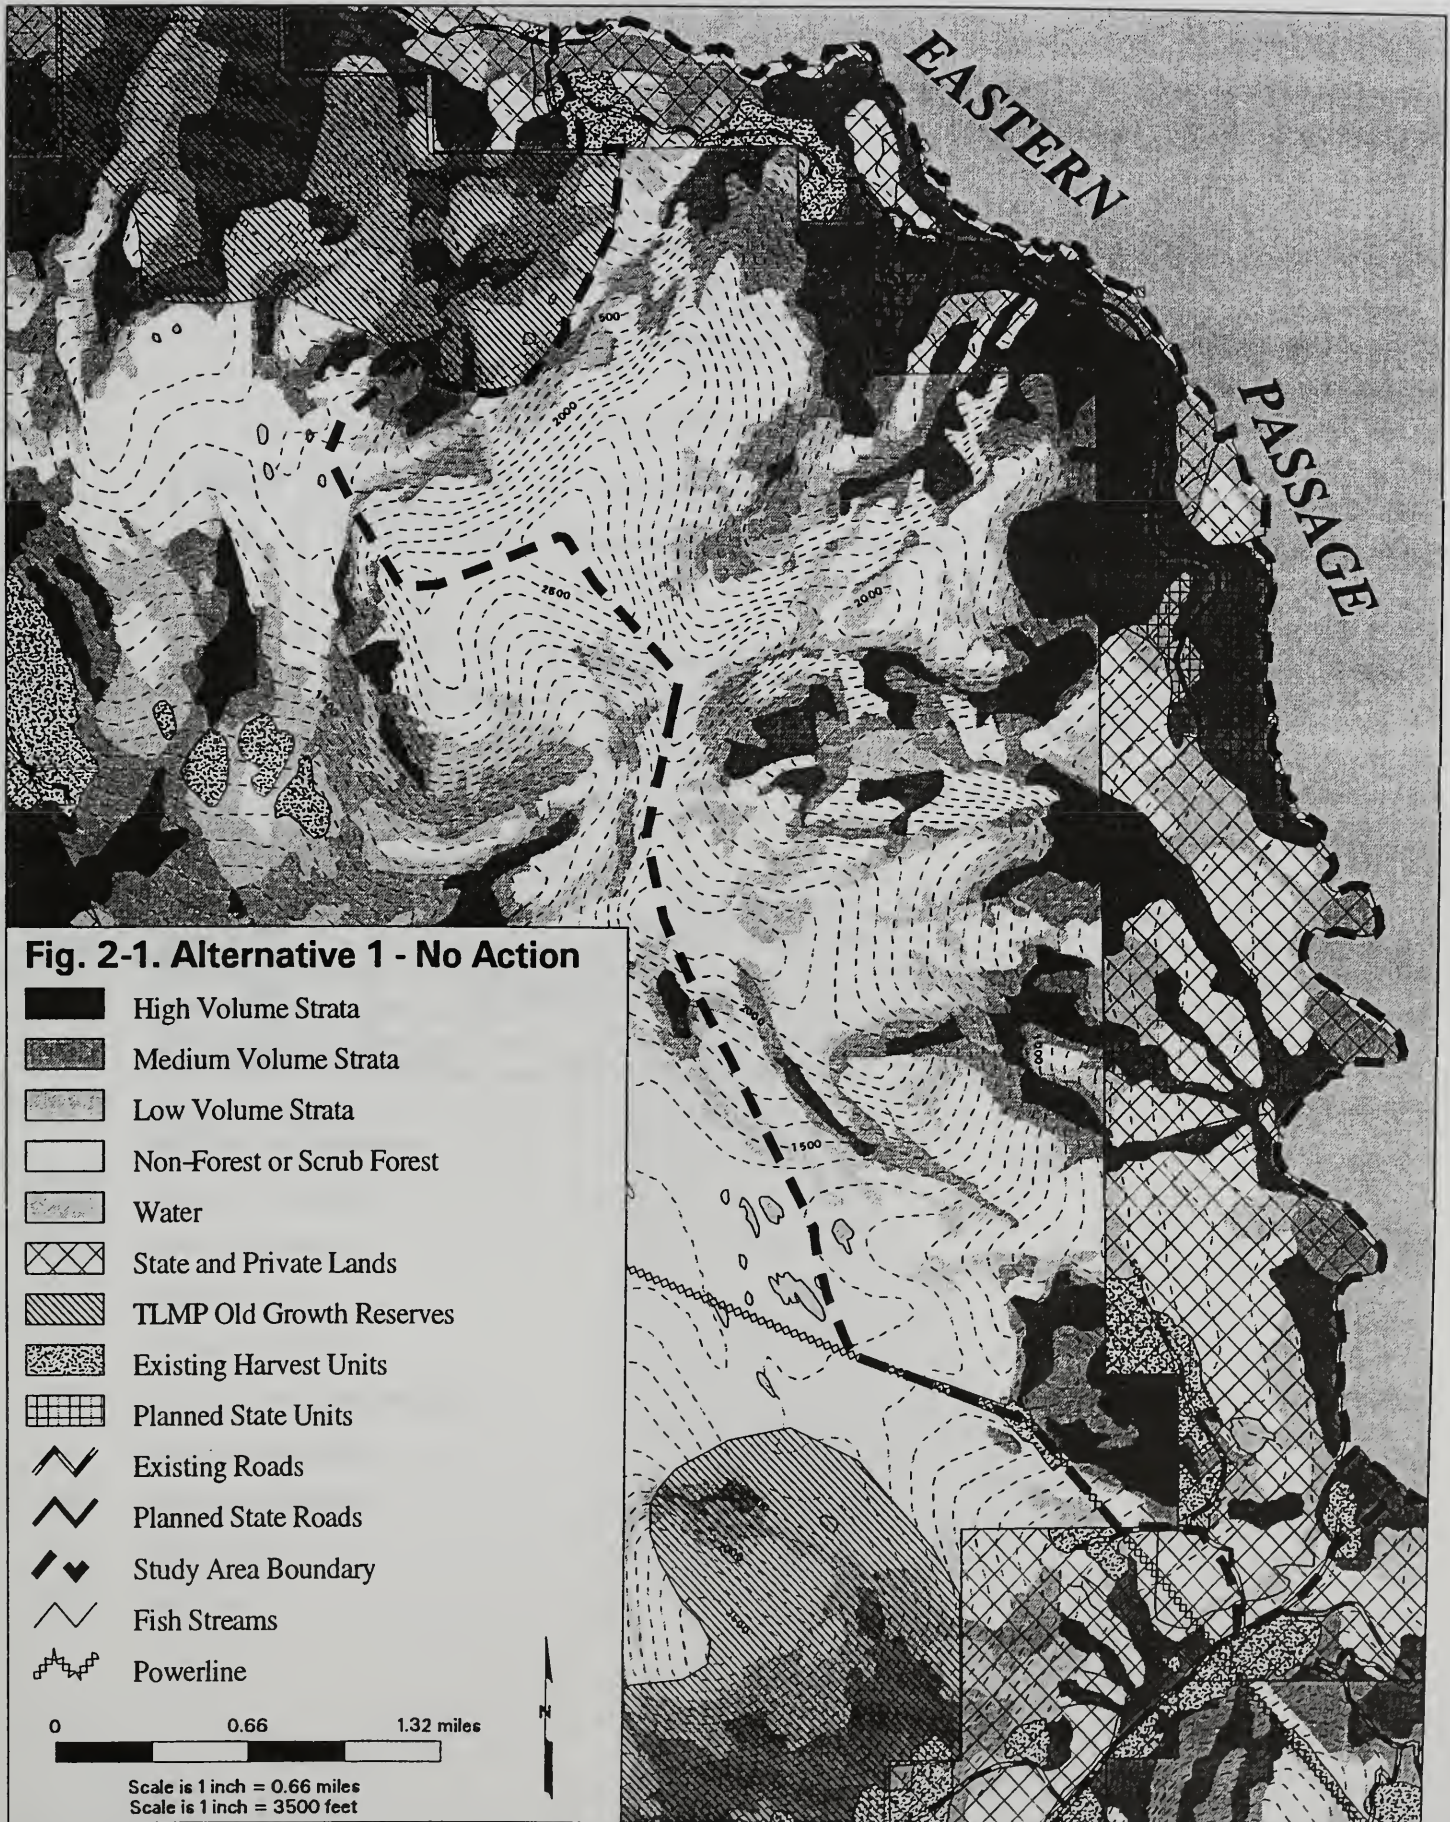 EASTERN
PASSAGE
500
2000
2500
2000
2000
1500
Fig. 2-1. Alternative 1 - No Action
High Volume Strata
Medium Volume Strata
Low Volume Strata
Non-Forest or Scrub Forest
Water
State and Private Lands
TLMP Old Growth Reserves
Existing Harvest Units
Planned State Units
Existing Roads
Planned State Roads
Study Area Boundary
Fish Streams
Powerline
0 0.66 1.32 miles
N
Scale is 1 inch = 0.66 miles
Scale is 1 inch = 3500 feet